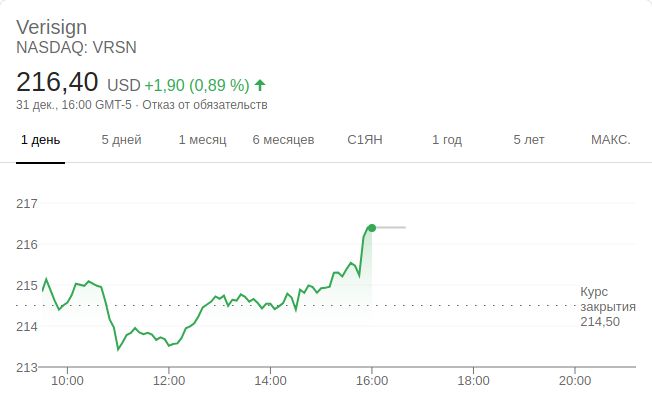 Verisign
NASDAQ: VRSN
216,40 USD +1,90 (0,89 %) ↑
31 дек., 16:00 GMT-5 · Отказ от обязательств
1 день 5 дней 1 месяц 6 месяцев С1ЯН 1 год 5 лет МАКС.
217
216
215
214
213
Курс
закрытия
214,50
10:00 12:00 14:00 16:00 18:00 20:00